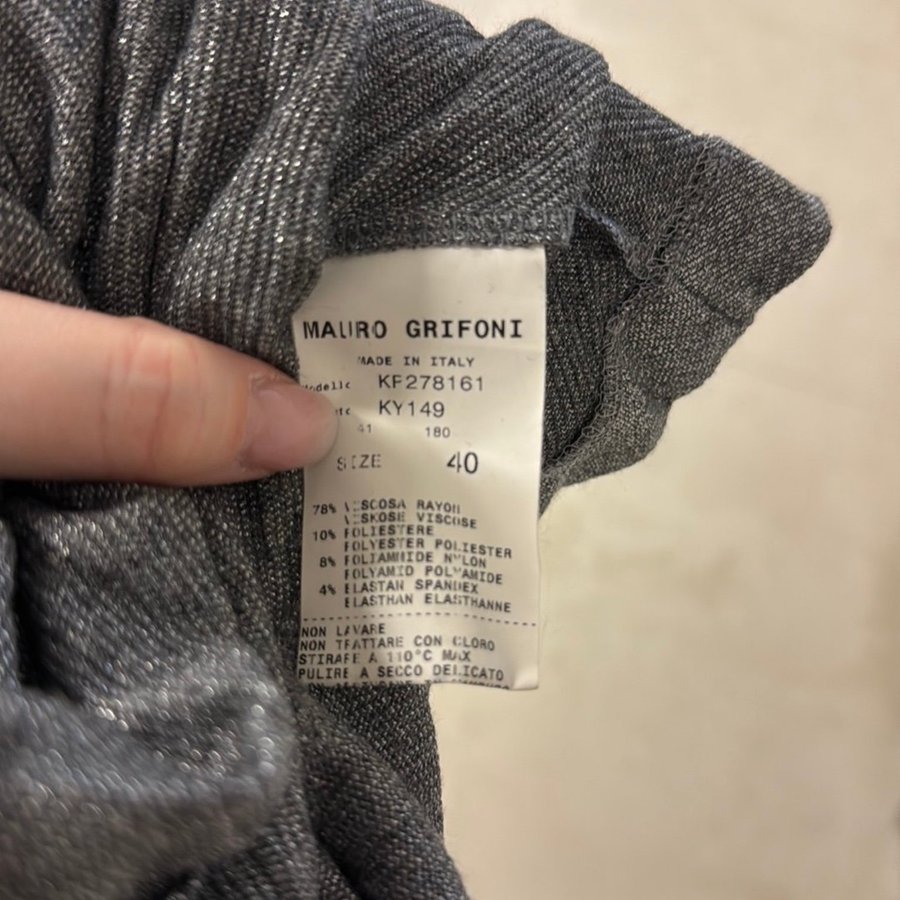 MAURO GRIFONI
MADE IN ITALY
Modello KF278161
KY149
41 180
SIZE 40
78% VISCOSA RAYON
VISKOSE VISCOSE
10% POLIESTERE
POLYESTER POLIESTER
8% POLIAMMIDE NYLON
POLYAMID POLYAMIDE
4% ELASTAN SPANDEX
ELASTHAN ELASTHANNE
NON LAVARE
NON TRATTARE CON CLORO
STIRARE A 110°C MAX
PULIRE A SECCO DELICATO